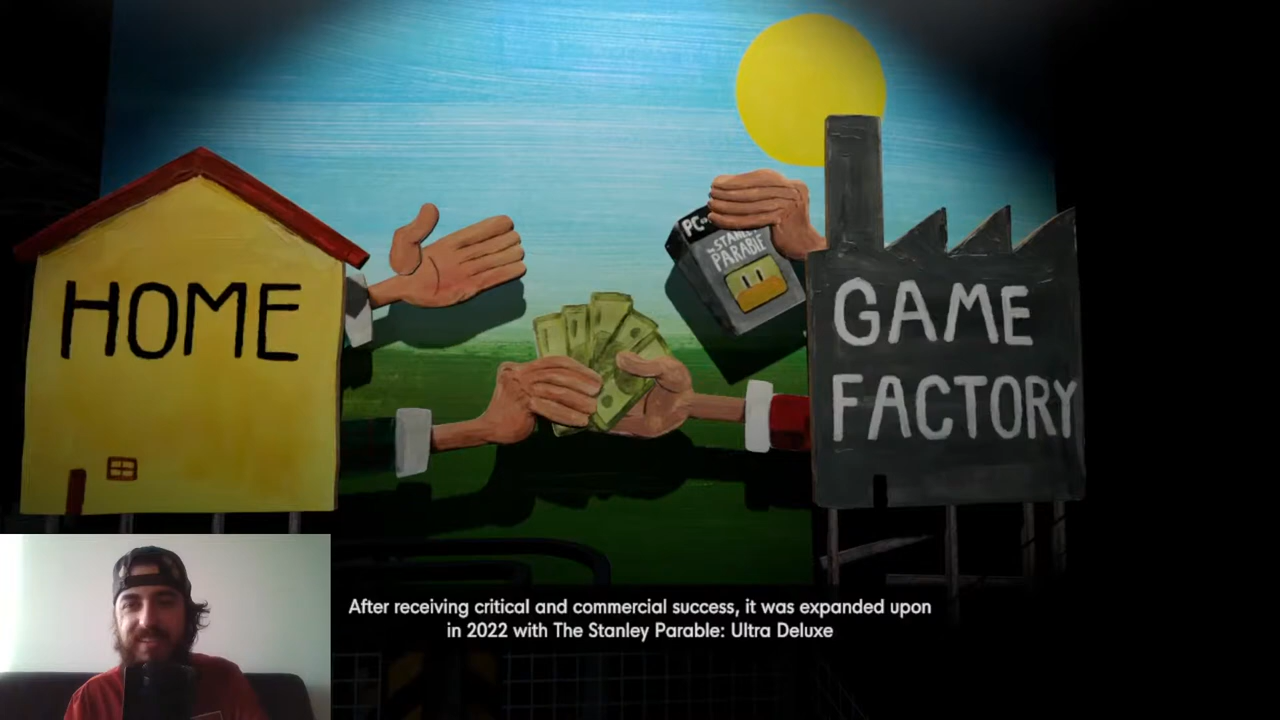 HOME
PC
THE STANLEY
PARABLE
GAME
FACTORY
After receiving critical and commercial success, it was expanded upon
in 2022 with The Stanley Parable: Ultra Deluxe